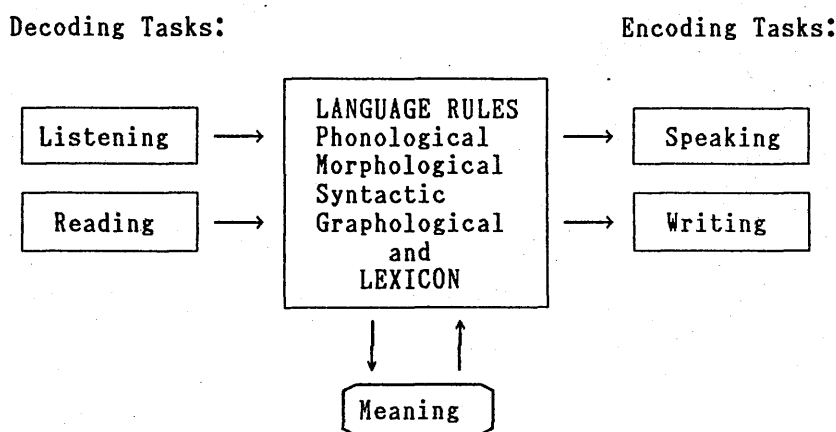 Decoding Tasks:
Encoding Tasks:
Listening
Reading
LANGUAGE RULES
Phonological
Morphological
Syntactic
Graphological
and
LEXICON
Speaking
Writing
Meaning